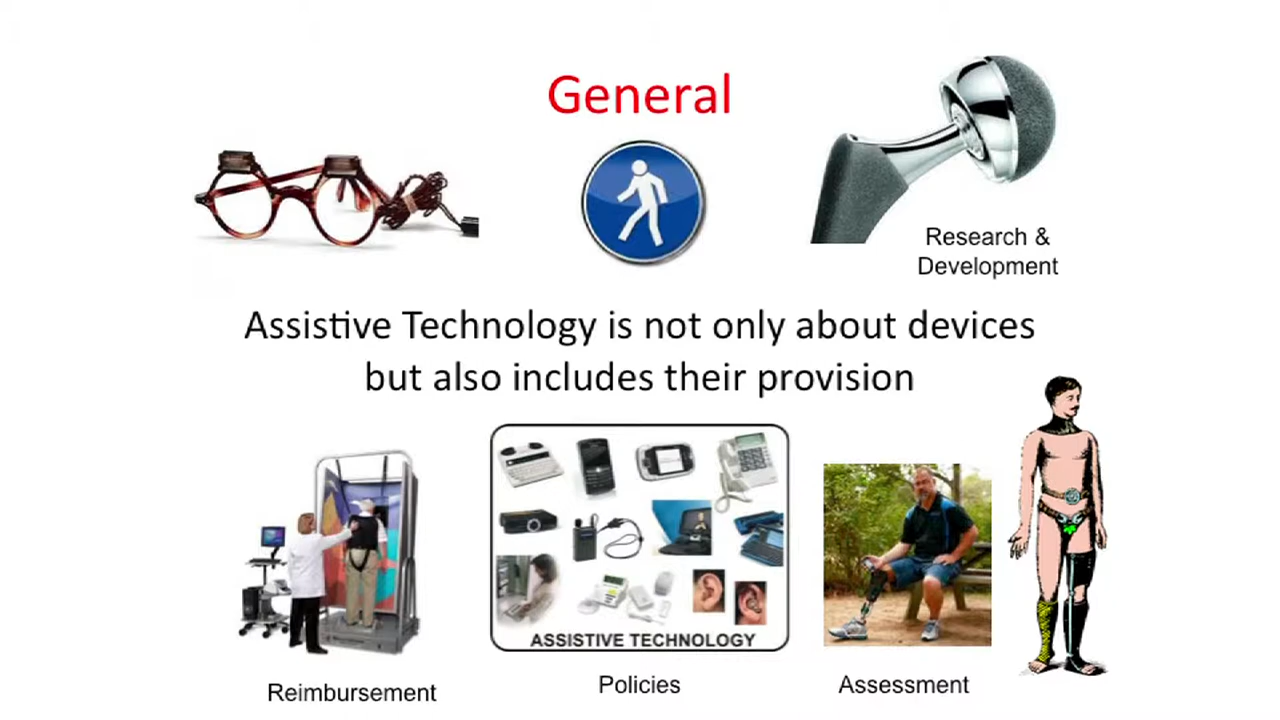 General
Research &
Development
Assistive Technology is not only about devices
but also includes their provision
ASSISTIVE TECHNOLOGY
Reimbursement
Policies
Assessment